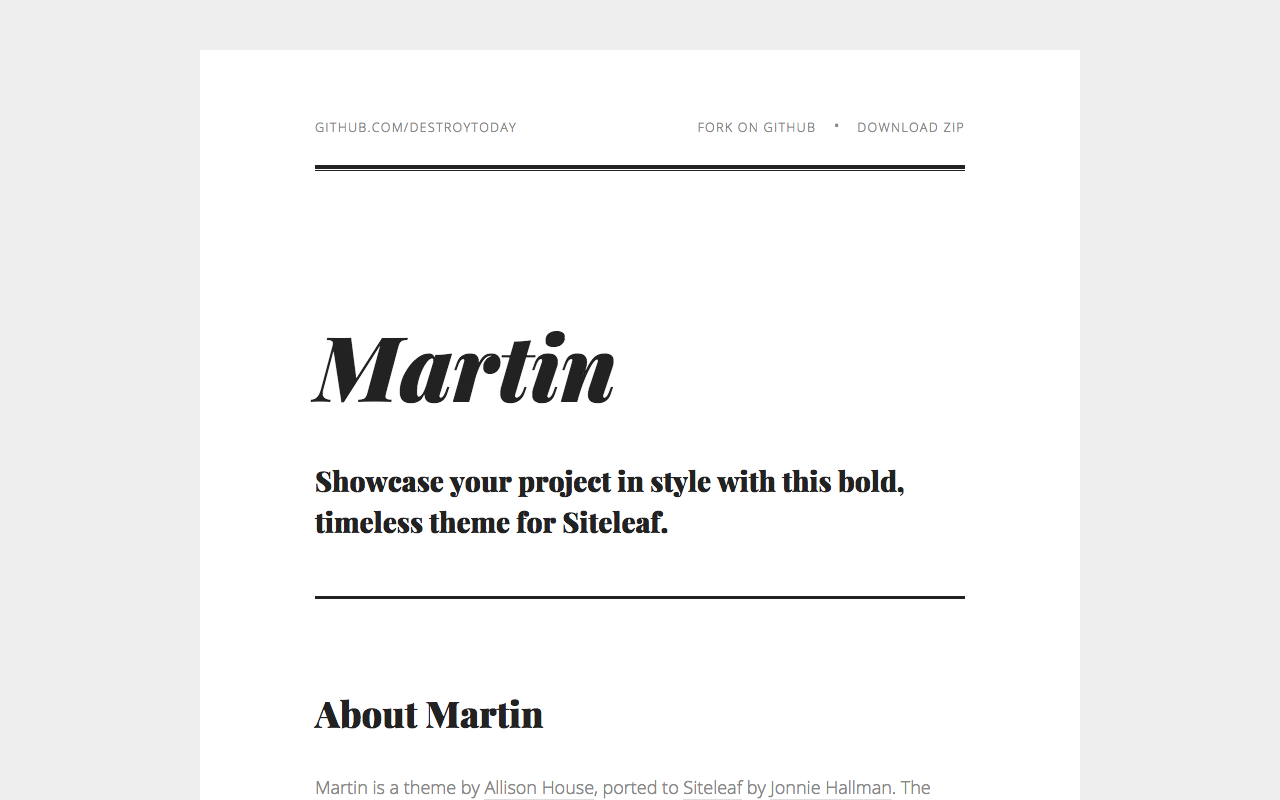 GITHUB.COM/DESTROYTODAY FORK ON GITHUB • DOWNLOAD ZIP
Martin
Showcase your project in style with this bold,
timeless theme for Siteleaf.
About Martin
Martin is a theme by Allison House, ported to Siteleaf by Jonnie Hallman. The